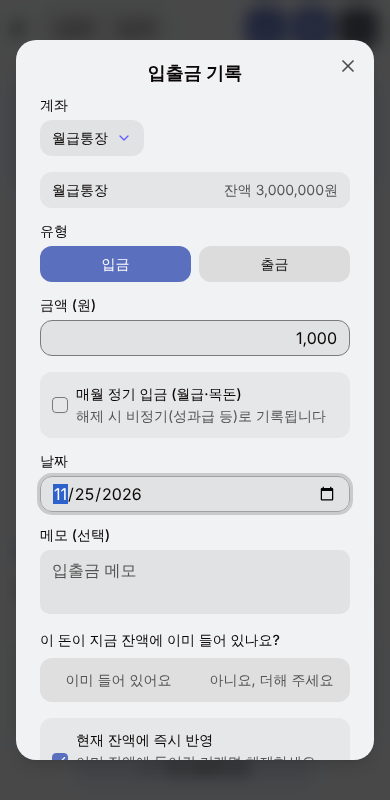 입출금 기록
계좌
월급통장
월급통장 잔액 3,000,000원
유형
입금 출금
금액 (원)
1,000
매월 정기 입금 (월급·목돈)
해제 시 비정기(성과급 등)로 기록됩니다
날짜
11/25/2026
메모 (선택)
입출금 메모
이 돈이 지금 잔액에 이미 들어 있나요?
이미 들어 있어요 아니요, 더해 주세요
현재 잔액에 즉시 반영